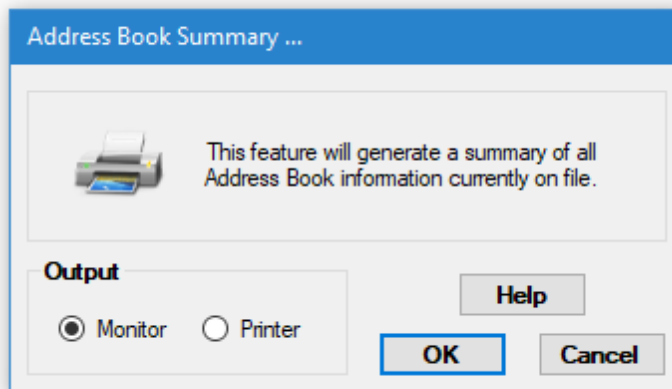 Address Book Summary ...
This feature will generate a summary of all
Address Book information currently on file.
Output
Monitor
Printer
Help
OK
Cancel